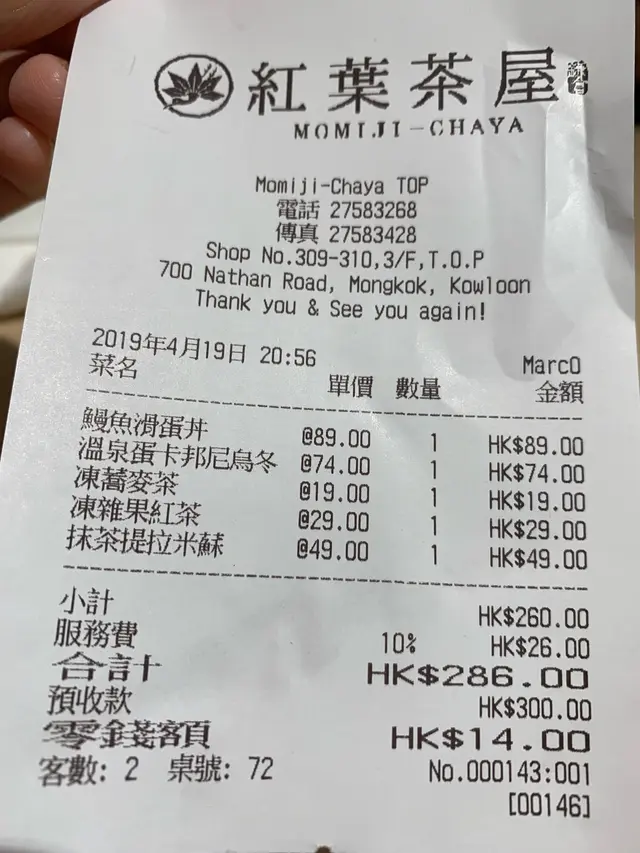 紅葉茶屋
MOMIJI-CHAYA
Momiji-Chaya TOP
電話 27583268
傳真 27583428
Shop No.309-310,3/F,T.O.P
700 Nathan Road, Mongkok, Kowloon
Thank you & See you again!
2019年4月19日 20:56 MarcO
菜名 單價 數量 金額
鰻魚滑蛋丼 @89.00 1 HK$89.00
溫泉蛋卡邦尼烏冬 @74.00 1 HK$74.00
凍蕎麥茶 @19.00 1 HK$19.00
凍雜果紅茶 @29.00 1 HK$29.00
抹茶提拉米蘇 @49.00 1 HK$49.00
小計 HK$260.00
服務費 10% HK$26.00
合計 HK$286.00
預收款 HK$300.00
零錢額 HK$14.00
客數: 2 桌號: 72 No.000143:001
[00146]